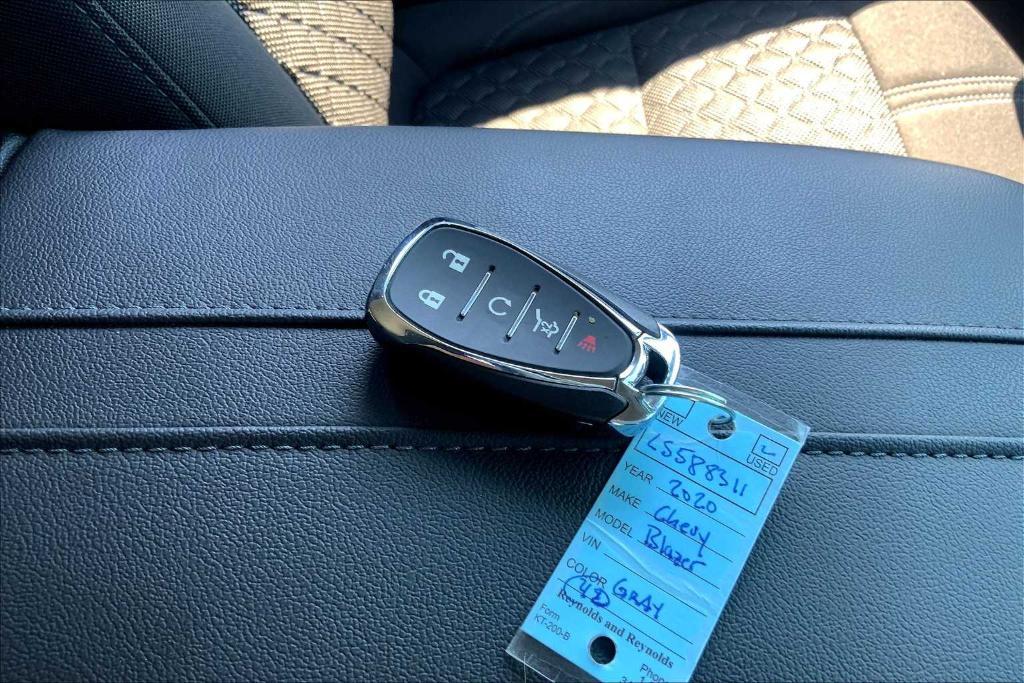 NEW
USED
LS588311
YEAR 2020
MAKE Chevy
MODEL Blazer
VIN
COLOR GRAY
Reynolds and Reynolds
Form
KT-200-B